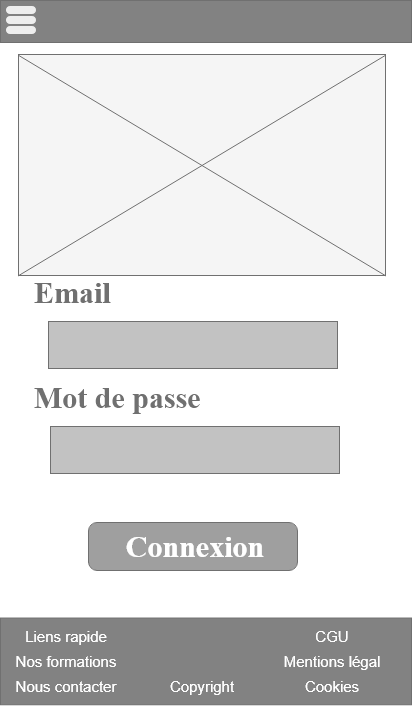 Email
Mot de passe
Connexion
Liens rapide
CGU
Nos formations
Mentions légal
Nous contacter
Copyright
Cookies